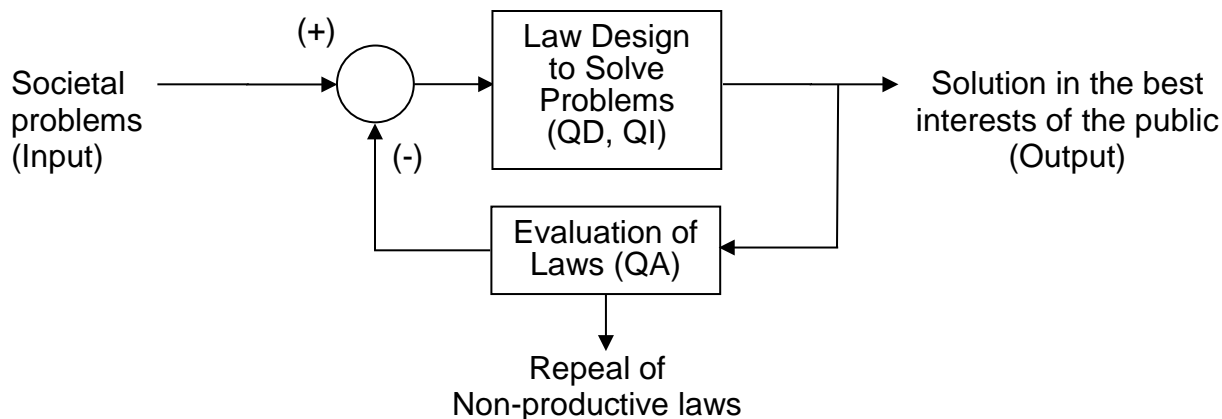 (+)
Societal
problems
(Input)
Law Design
to Solve
Problems
(QD, QI)
Solution in the best
interests of the public
(Output)
(-)
Evaluation of
Laws (QA)
Repeal of
Non-productive laws